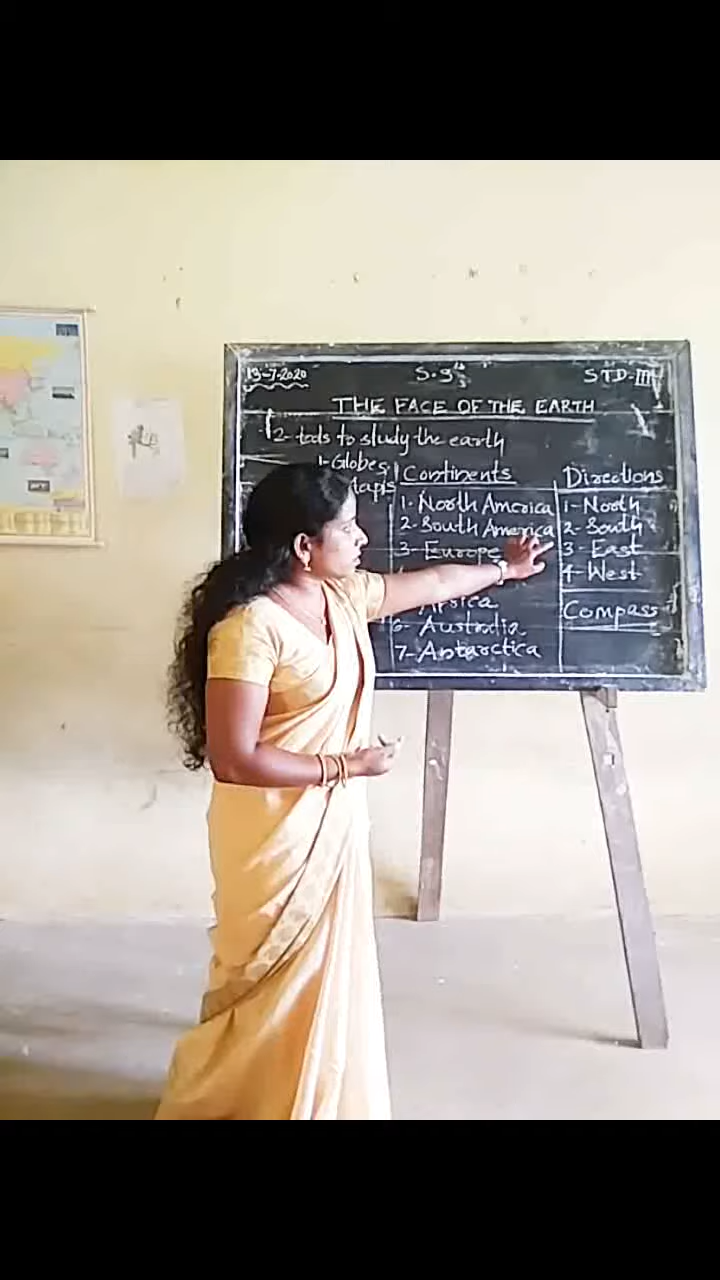 13-7-2020
S.S
STD-III
THE FACE OF THE EARTH
2- tools to study the earth
1- Globes
Maps
Continents
1- North America
2- South America
3- Europe
Africa
6- Australia
7- Antarctica
Directions
1- North
2- South
3- East
4- West
Compass